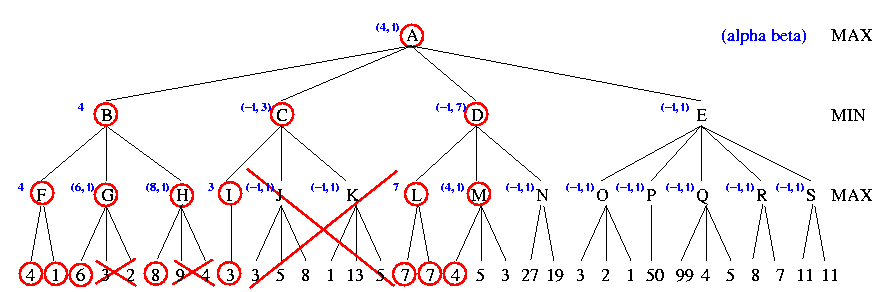 (4, 1) A (alpha beta) MAX
4 B (−1, 3) C (−1, 7) D (−1, 1) E MIN
4 F (6, 1) G (8, 1) H 3 I (−1, 1) J (−1, 1) K 7 L (4, 1) M (−1, 1) N (−1, 1) O (−1, 1) P (−1, 1) Q (−1, 1) R (−1, 1) S MAX
4 1 6 3 2 8 9 4 3 3 5 8 1 13 5 7 7 4 5 3 27 19 3 2 1 50 99 4 5 8 7 11 11